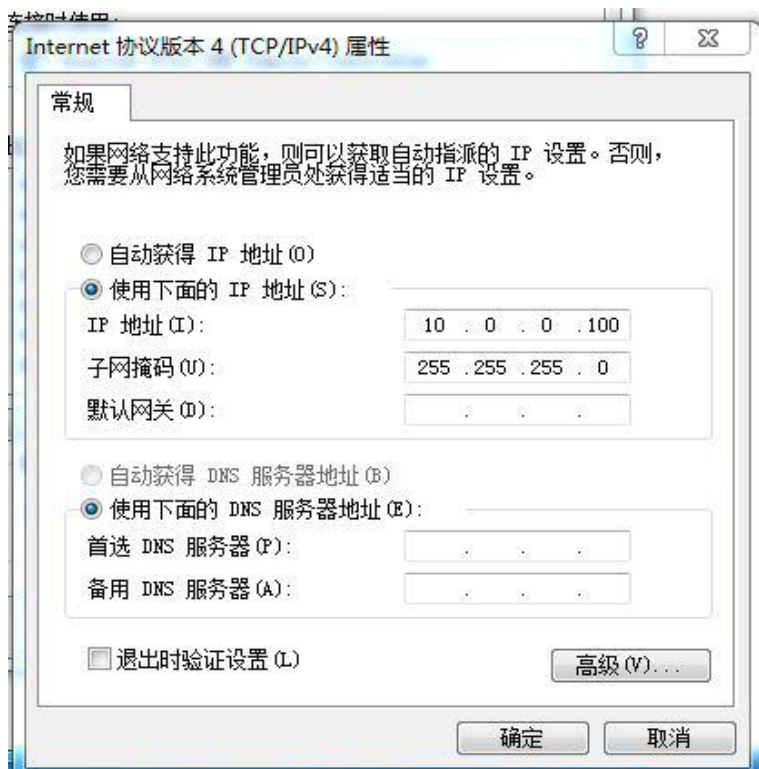 连接时使用:
Internet 协议版本 4 (TCP/IPv4) 属性
常规
如果网络支持此功能，则可以获取自动指派的 IP 设置。否则，
您需要从网络系统管理员处获得适当的 IP 设置。
自动获得 IP 地址(O)
使用下面的 IP 地址(S):
IP 地址(I): 10 . 0 . 0 .100
子网掩码(U): 255 .255 .255 . 0
默认网关(D): . . .
自动获得 DNS 服务器地址(B)
使用下面的 DNS 服务器地址(E):
首选 DNS 服务器(P): . . .
备用 DNS 服务器(A): . . .
退出时验证设置(L)
高级(V)...
确定 取消